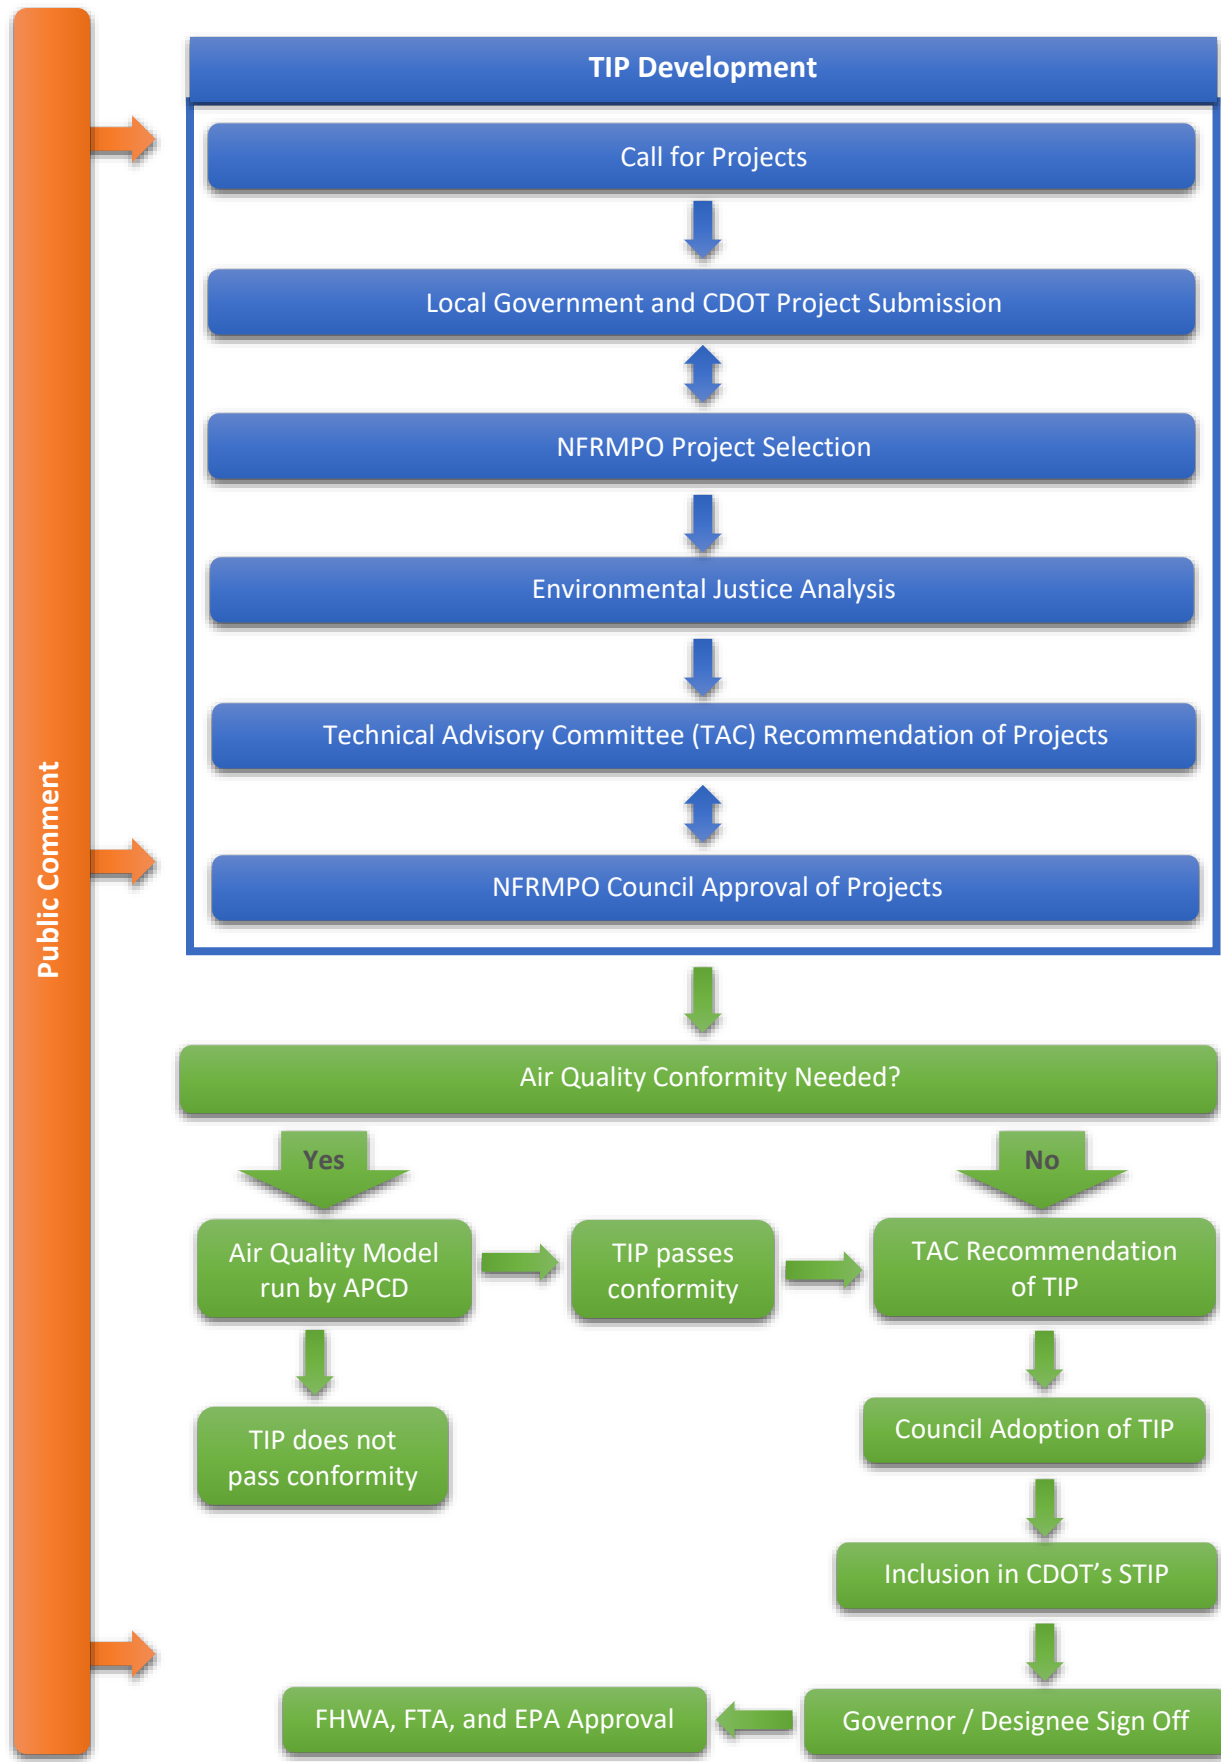 Public Comment
TIP Development
Call for Projects
Local Government and CDOT Project Submission
NFRMPO Project Selection
Environmental Justice Analysis
Technical Advisory Committee (TAC) Recommendation of Projects
NFRMPO Council Approval of Projects
Air Quality Conformity Needed?
Yes
No
Air Quality Model
run by APCD
TIP passes
conformity
TAC Recommendation
of TIP
TIP does not
pass conformity
Council Adoption of TIP
Inclusion in CDOT’s STIP
FHWA, FTA, and EPA Approval
Governor / Designee Sign Off